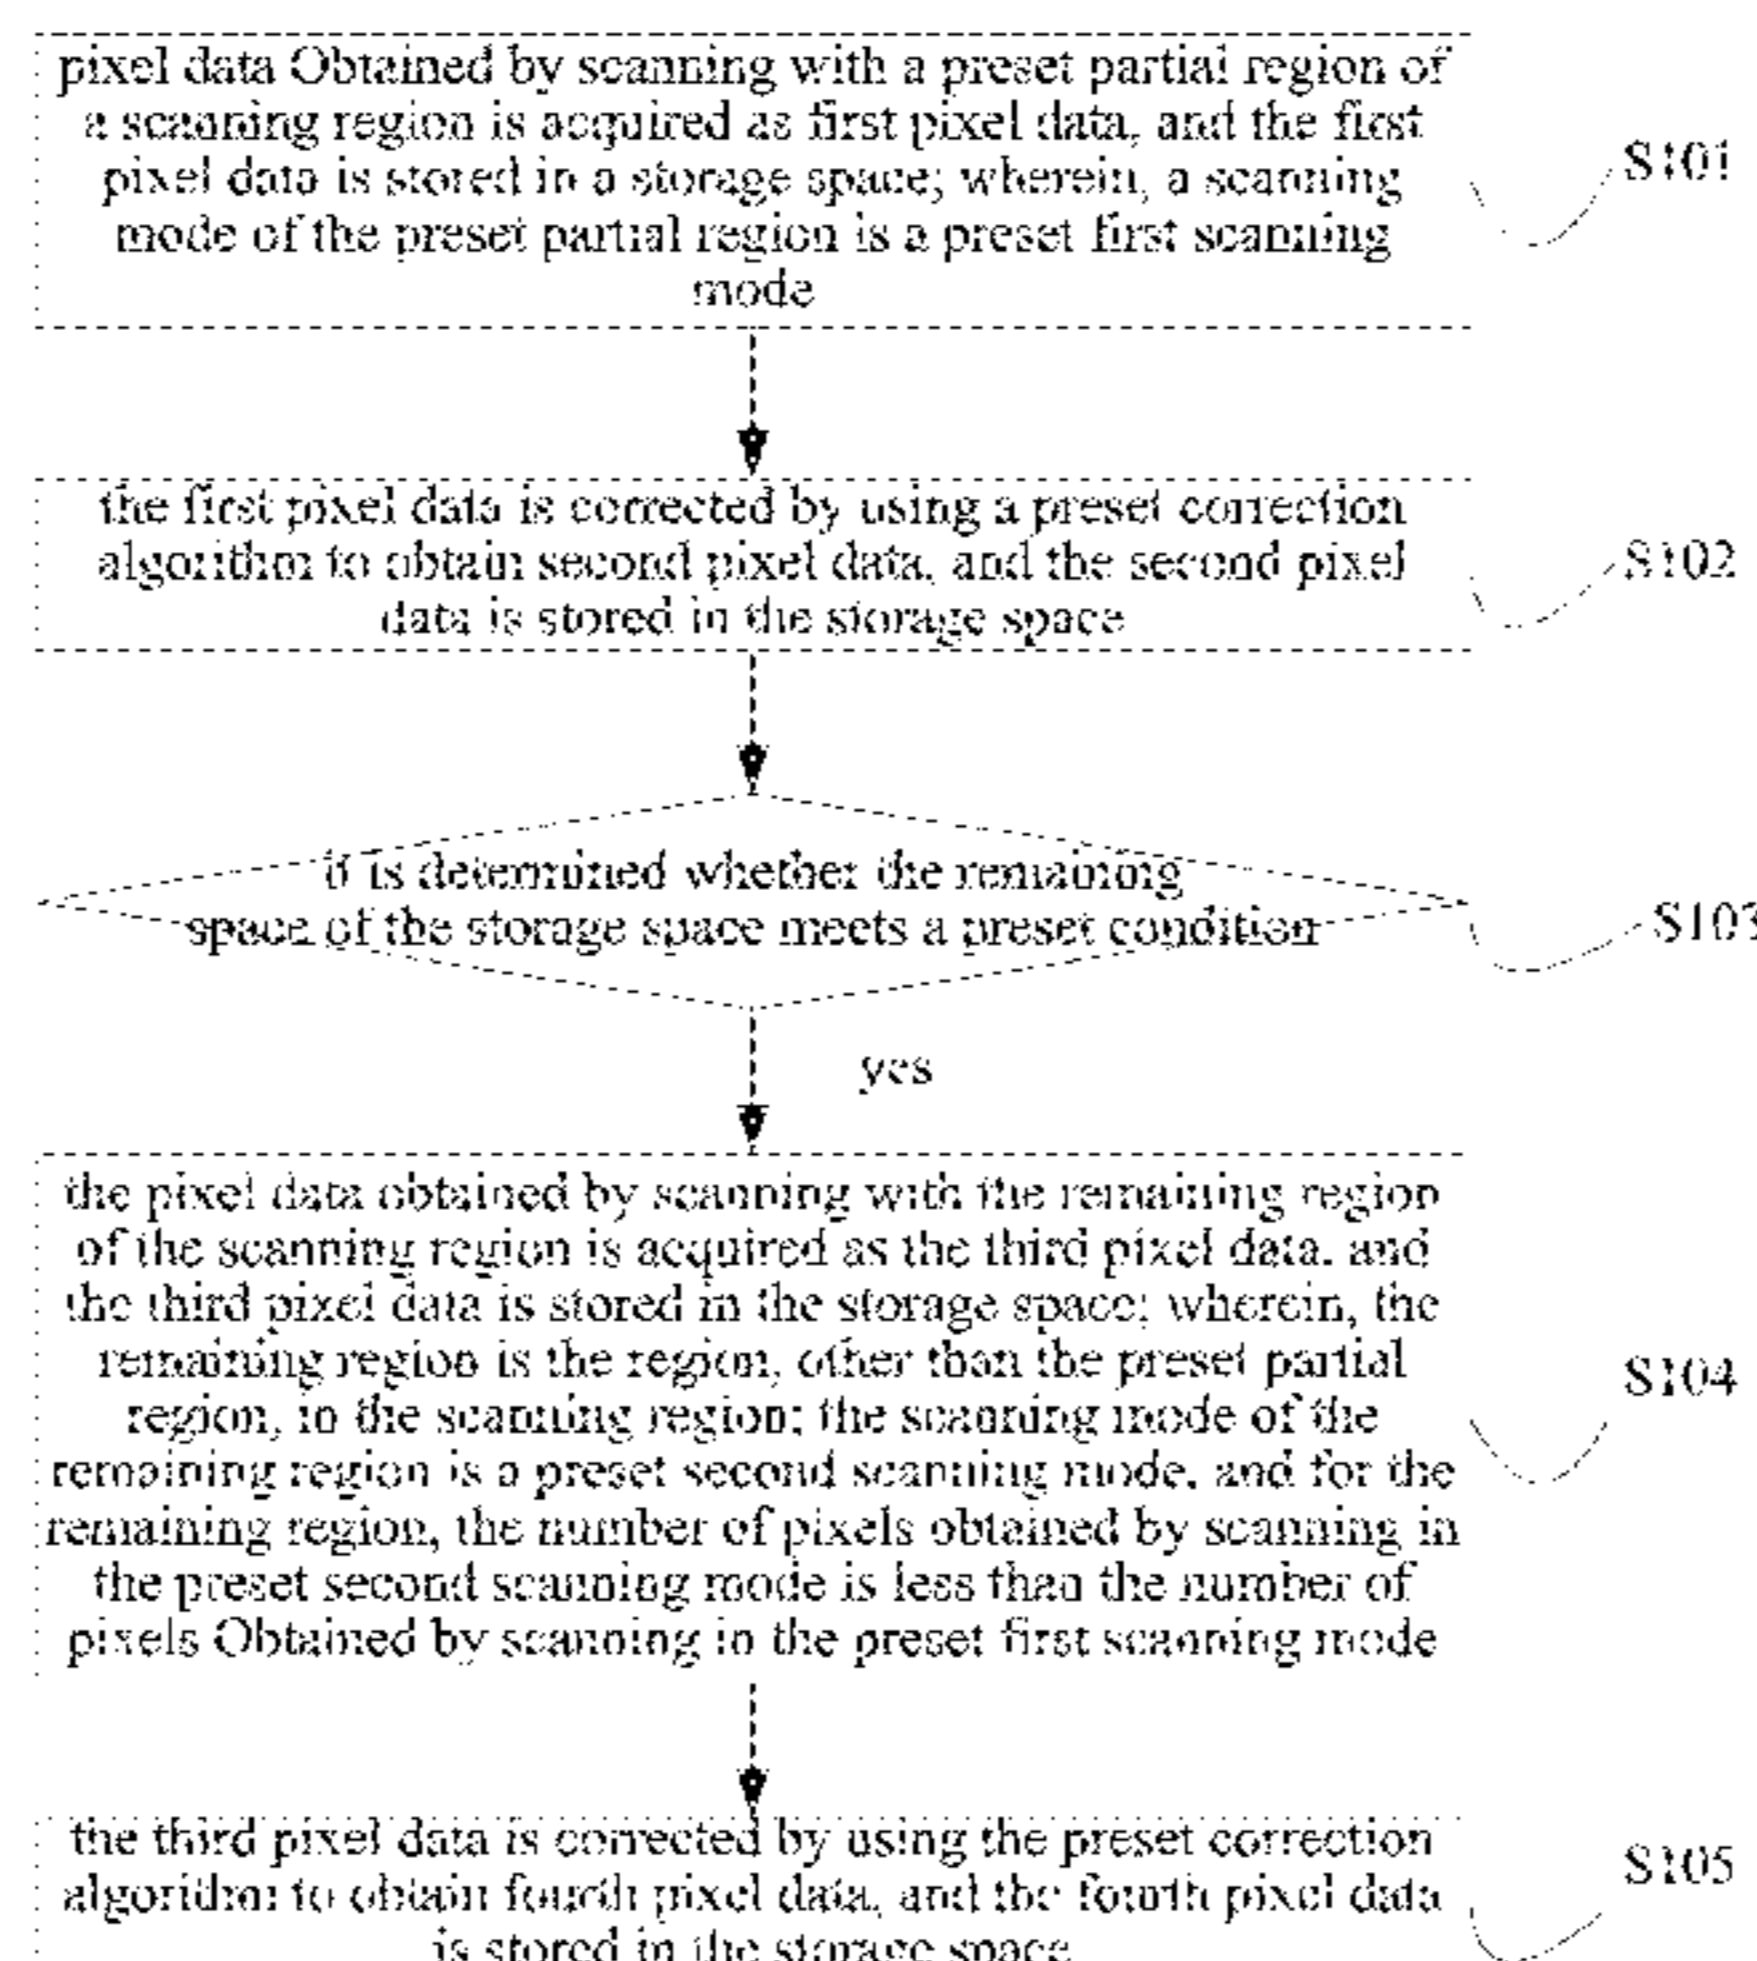 pixel data Obtained by scanning with a preset partial region of
a scanning region is acquired as first pixel data, and the first
pixel data is stored in a storage space; wherein, a scanning
mode of the preset partial region is a preset first scanning
mode
S101
the first pixel data is corrected by using a preset correction
algorithm to obtain second pixel data, and the second pixel
data is stored in the storage space
S102
it is determined whether the remaining
space of the storage space meets a preset condition
S103
yes
the pixel data obtained by scanning with the remaining region
of the scanning region is acquired as the third pixel data, and
the third pixel data is stored in the storage space; wherein, the
remaining region is the region, other than the preset partial
region, in the scanning region; the scanning mode of the
remaining region is a preset second scanning mode, and for the
remaining region, the number of pixels obtained by scanning in
the preset second scanning mode is less than the number of
pixels Obtained by scanning in the preset first scanning mode
S104
the third pixel data is corrected by using the preset correction
algorithm to obtain fourth pixel data, and the fourth pixel data
is stored in the storage space
S105